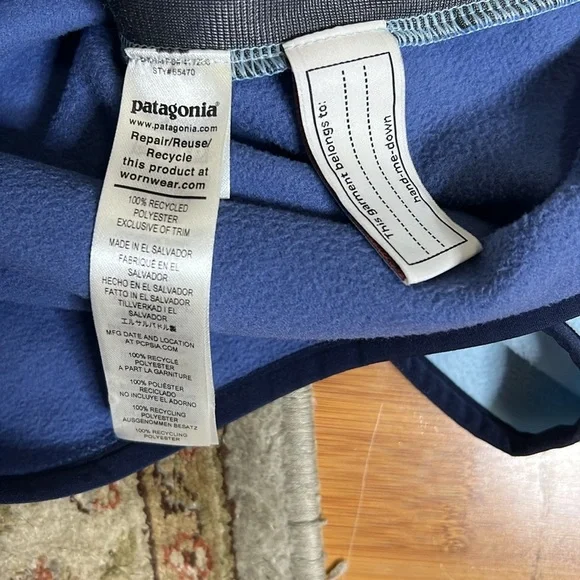 STY#65470
patagonia®
www.patagonia.com
Repair/Reuse/
Recycle
this product at
wornwear.com
100% RECYCLED
POLYESTER
EXCLUSIVE OF TRIM
MADE IN EL SALVADOR
FABRIQUÉ EN EL
SALVADOR
HECHO EN EL SALVADOR
FATTO IN EL SALVADOR
TILLVERKAD I EL
SALVADOR
エルサルバドル製
MFG DATE AND LOCATION
AT PCPSIA.COM
100% RECYCLÉ
POLYESTER
A PART LA GARNITURE
100% POLIÉSTER
RECICLADO
NO INCLUYE EL ADORNO
100% RECYCLING
POLYESTER
AUSGENOMMEN BESATZ
100% RECYCLING
POLYESTER
This garment belongs to:
hand-me-down